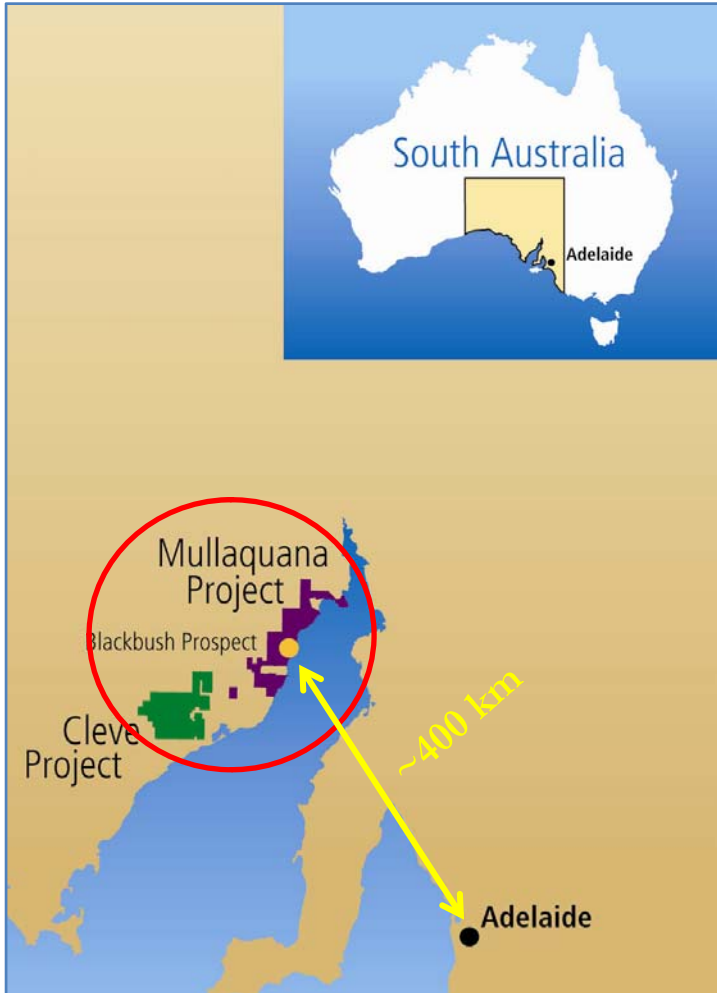 South Australia
Adelaide
Mullaquana
Project
Blackbush Prospect
Cleve
Project
~400 km
Adelaide